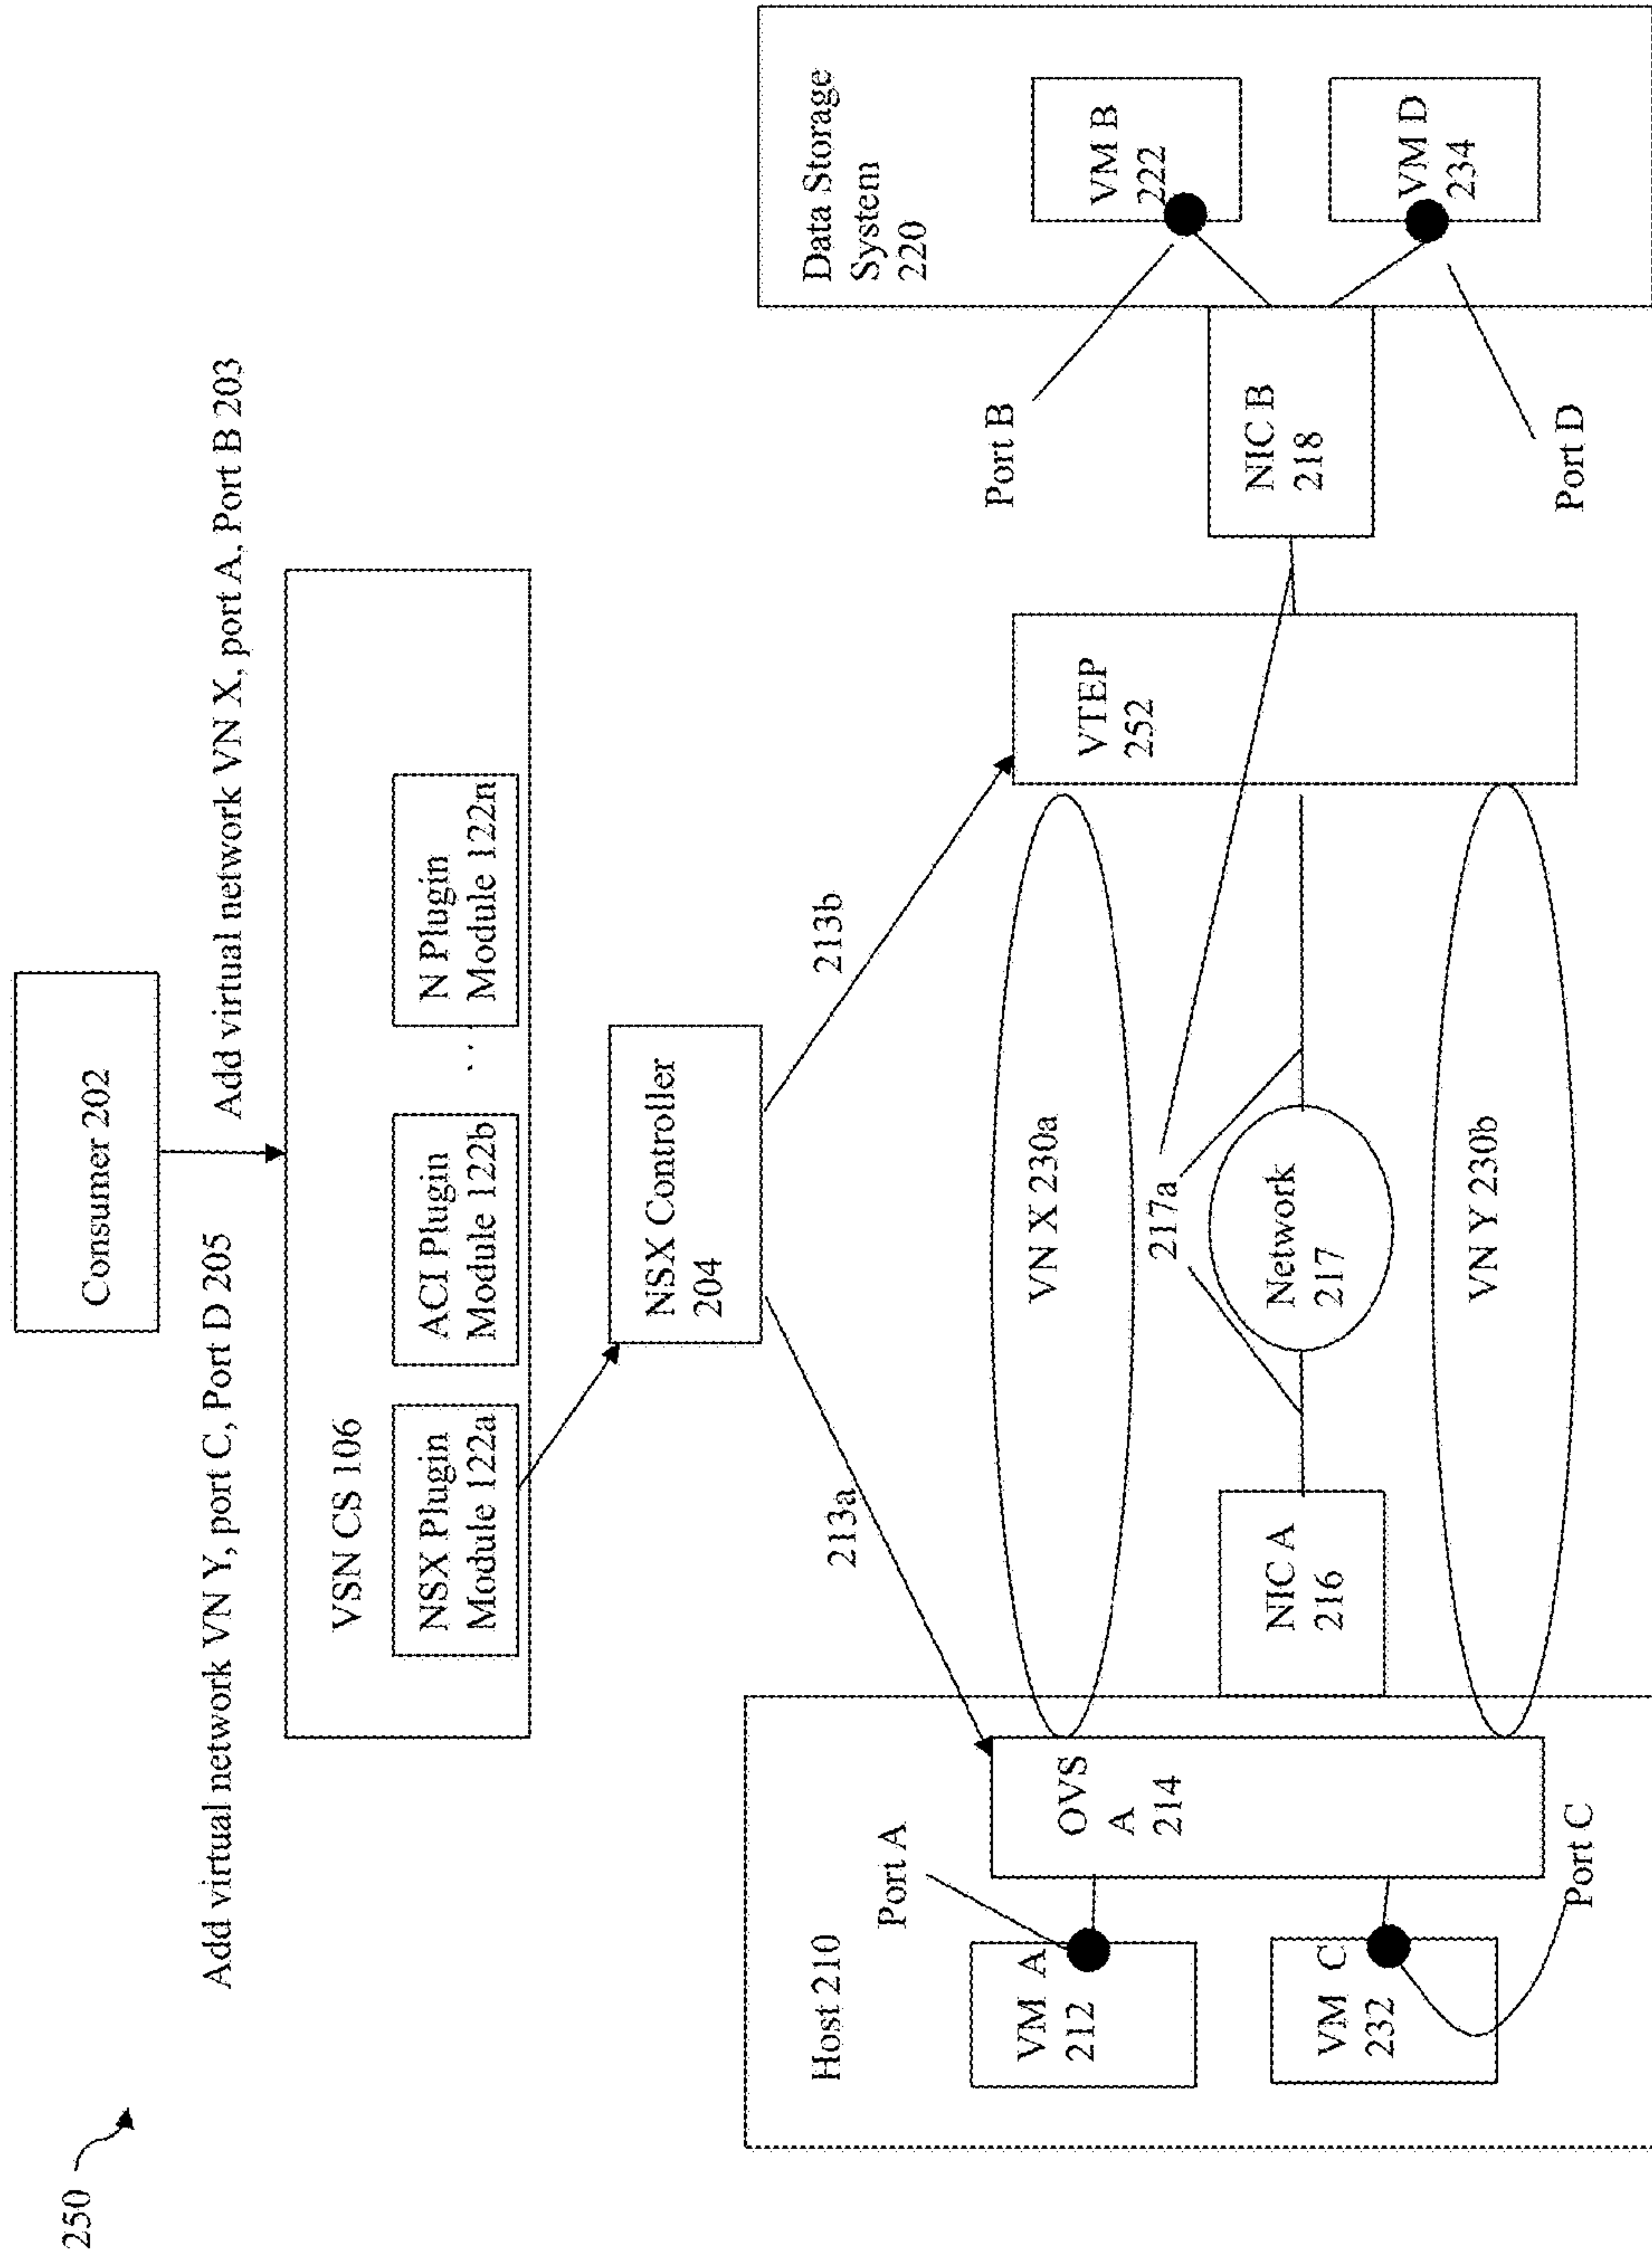 250
Consumer 202
Add virtual network VN Y, port C, Port D 205
Add virtual network VN X, port A, Port B 203
VSN CS 106
NSX Plugin
Module 122a
ACI Plugin
Module 122b
. . .
N Plugin
Module 122n
NSX Controller
204
213a
213b
Host 210
Port A
VM A
212
VM C
232
Port C
OVS
A
214
NIC A
216
VN X 230a
217a
Network
217
VN Y 230b
VTEP
252
Port B
NIC B
218
Port D
Data Storage
System
220
VM B
222
VM D
234